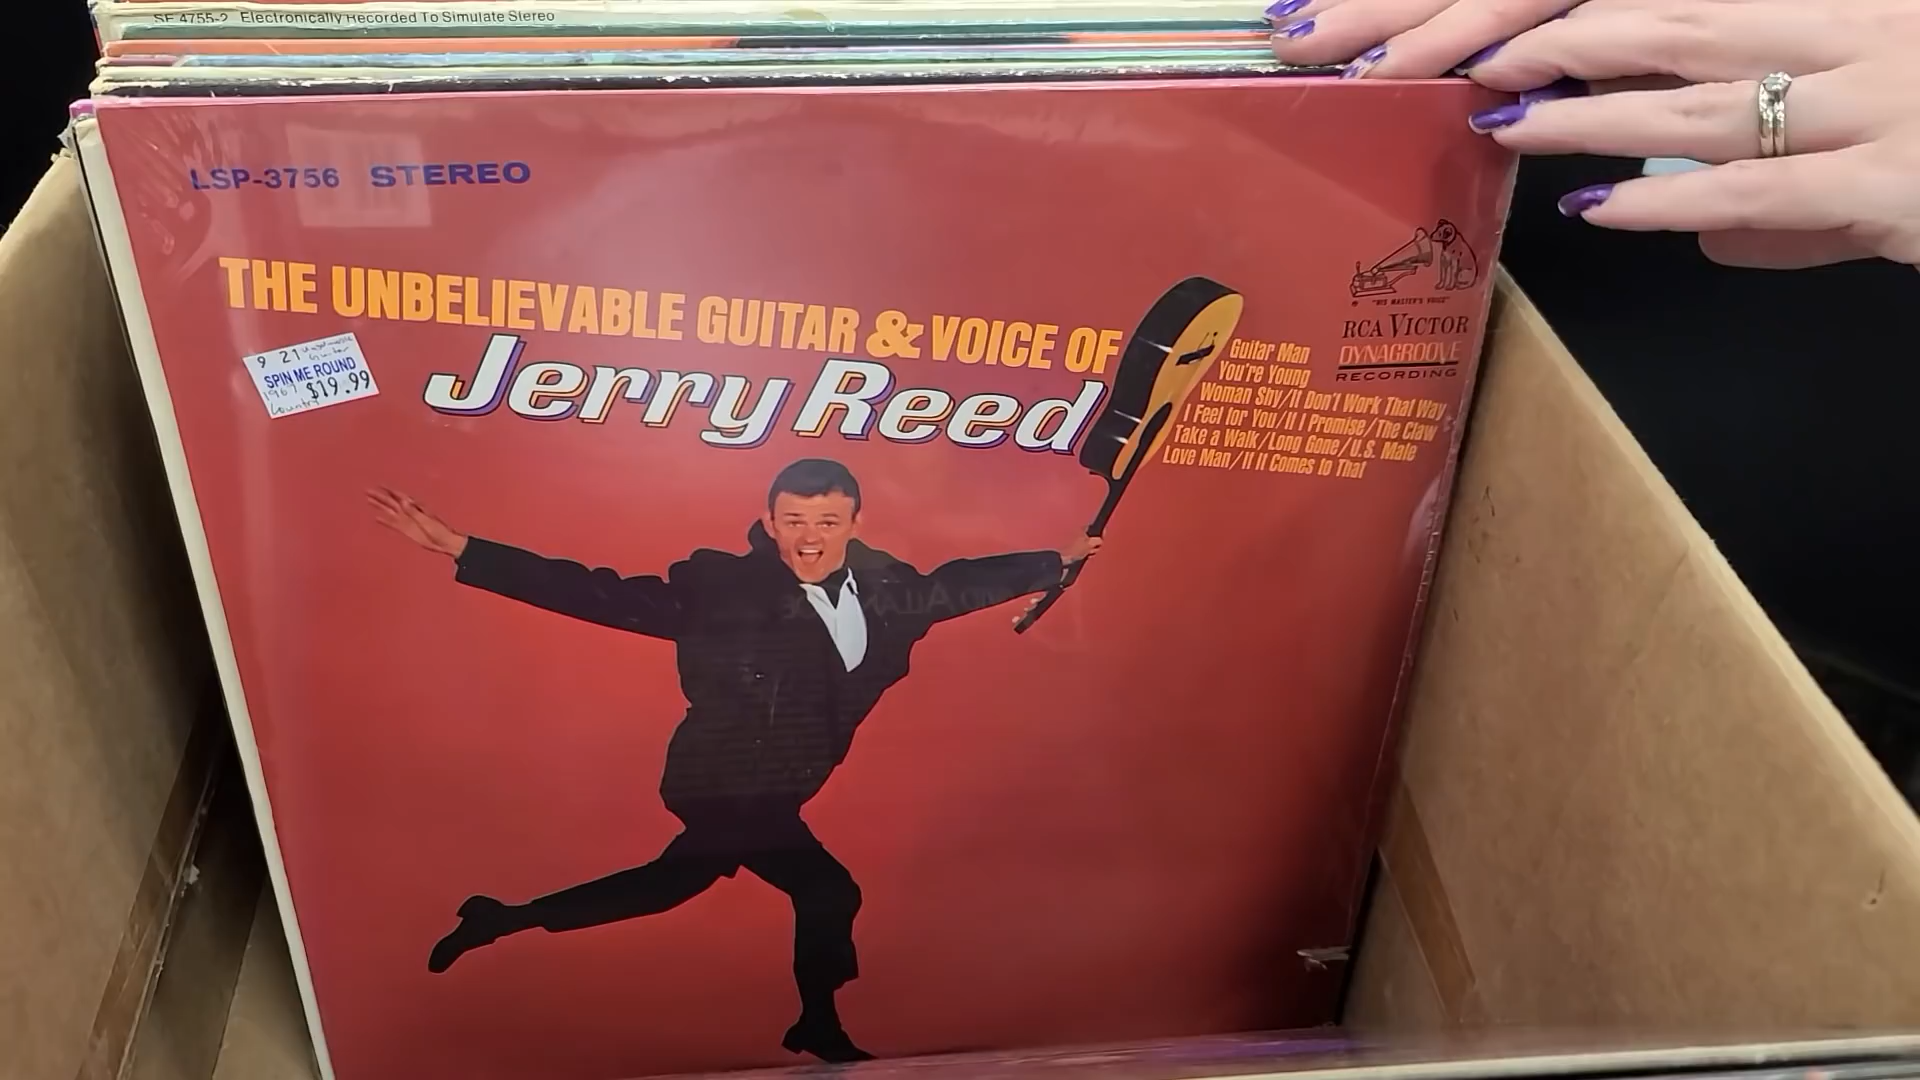 SE 4755-2 Electronically Recorded To Simulate Stereo
LSP-3756 STEREO
THE UNBELIEVABLE GUITAR & VOICE OF
Jerry Reed
9 21
Guitar
SPIN ME ROUND
$19.99
Country
Guitar Man
You're Young
Woman Shy/It Don't Work That Way
I Feel for You/If I Promise/The Claw
Take a Walk/Long Gone/U.S. Male
Love Man/If It Comes to That
"HIS MASTER'S VOICE"
RCA VICTOR
DYNAGROOVE
RECORDING